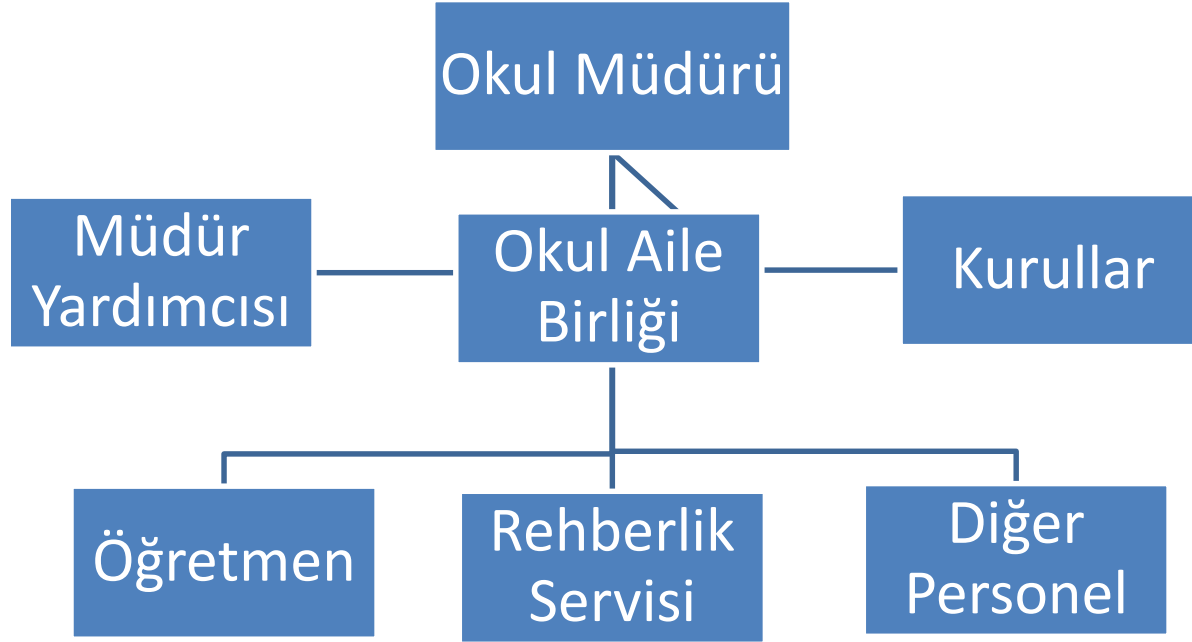 Okul Müdürü
Müdür
Yardımcısı
Okul Aile
Birliği
Kurullar
Öğretmen
Rehberlik
Servisi
Diğer
Personel